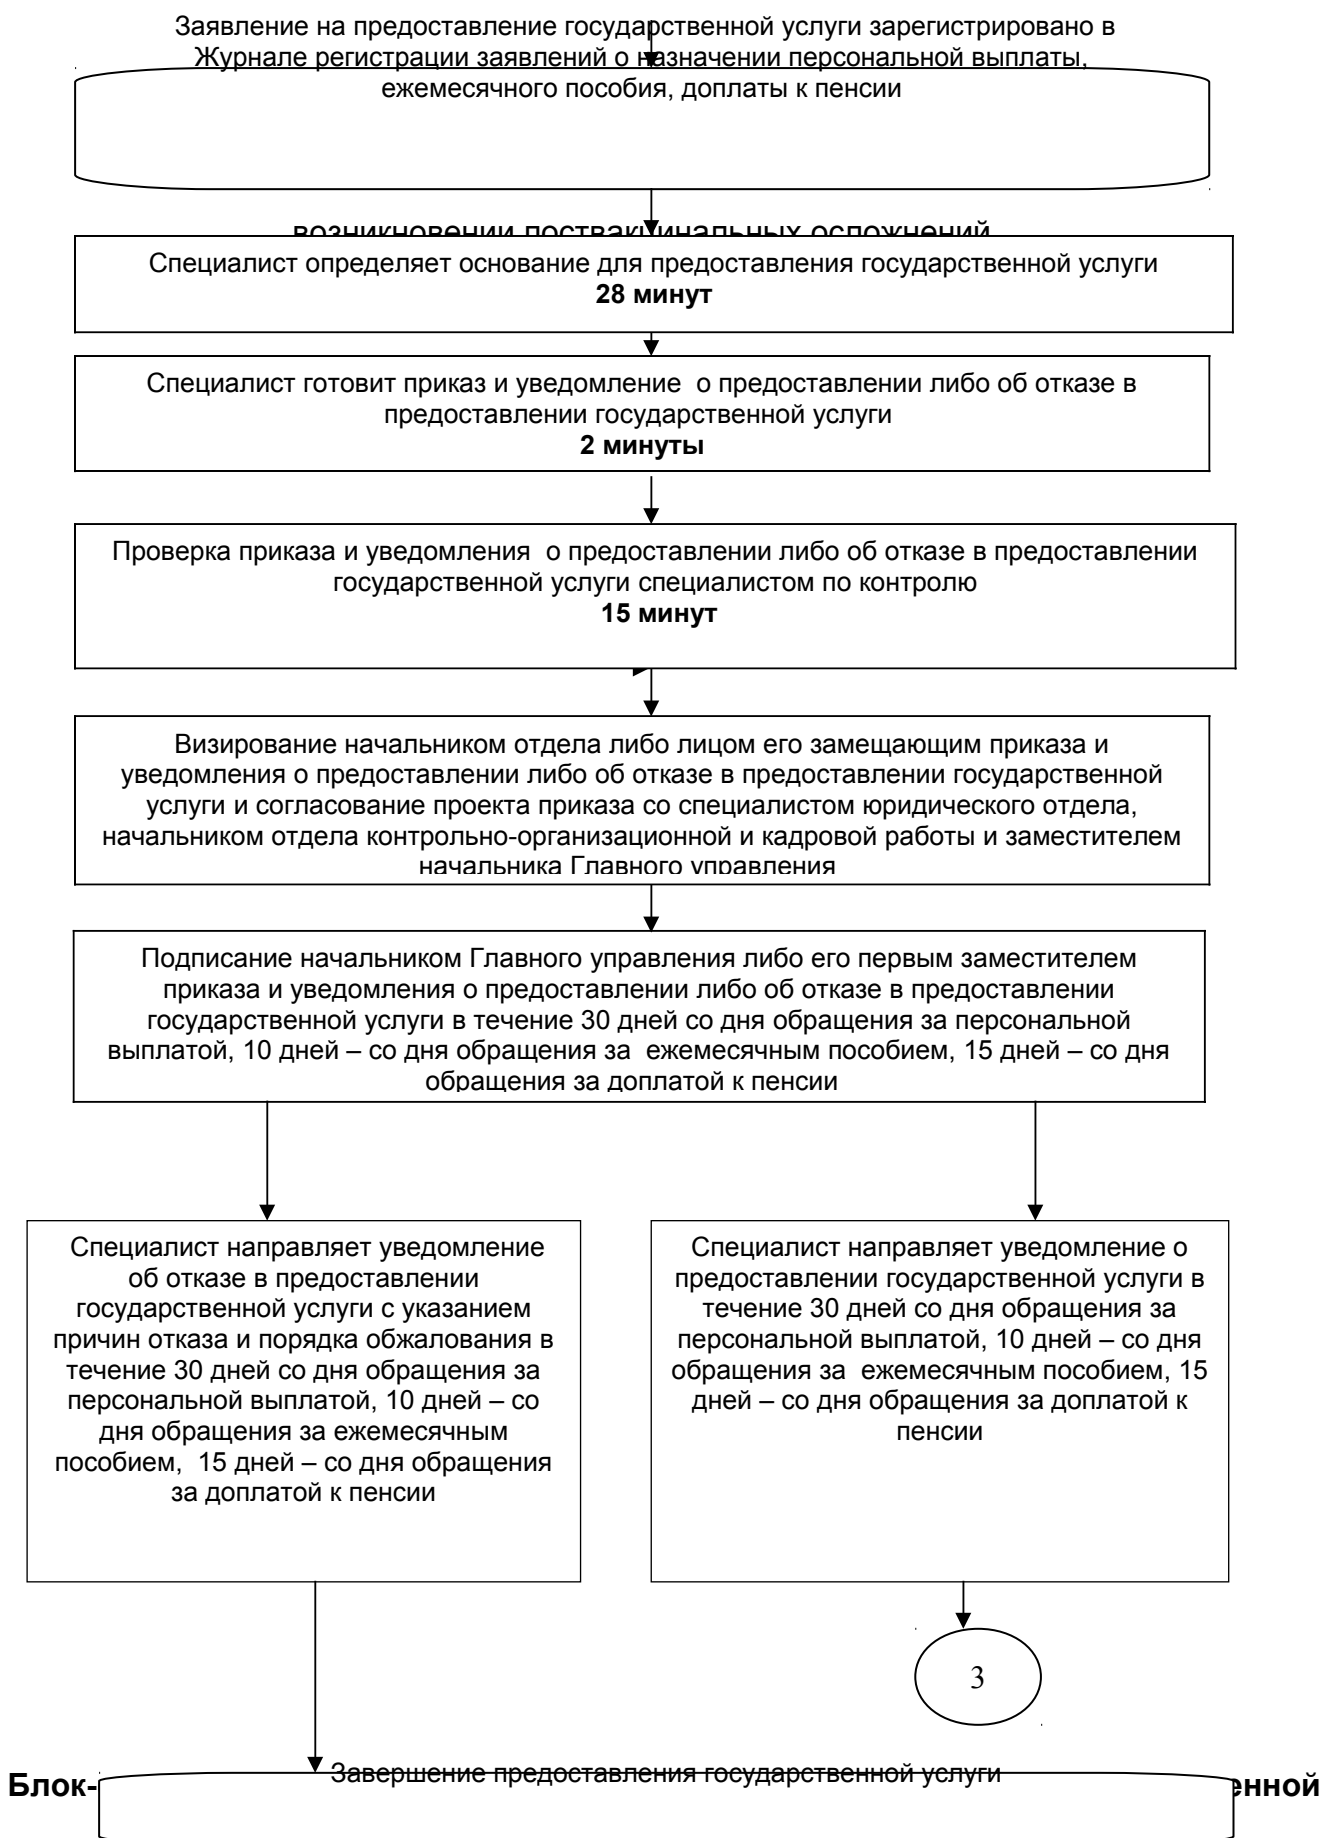 Заявление на предоставление государственной услуги зарегистрировано в
Журнале регистрации заявлений о назначении персональной выплаты,
ежемесячного пособия, доплаты к пенсии
возникновении поствакцинальных осложнений
Специалист определяет основание для предоставления государственной услуги
28 минут
Специалист готовит приказ и уведомление о предоставлении либо об отказе в
предоставлении государственной услуги
2 минуты
Проверка приказа и уведомления о предоставлении либо об отказе в предоставлении
государственной услуги специалистом по контролю
15 минут
Визирование начальником отдела либо лицом его замещающим приказа и
уведомления о предоставлении либо об отказе в предоставлении государственной
услуги и согласование проекта приказа со специалистом юридического отдела,
начальником отдела контрольно-организационной и кадровой работы и заместителем
начальника Главного управления
Подписание начальником Главного управления либо его первым заместителем
приказа и уведомления о предоставлении либо об отказе в предоставлении
государственной услуги в течение 30 дней со дня обращения за персональной
выплатой, 10 дней – со дня обращения за ежемесячным пособием, 15 дней – со дня
обращения за доплатой к пенсии
Специалист направляет уведомление
об отказе в предоставлении
государственной услуги с указанием
причин отказа и порядка обжалования в
течение 30 дней со дня обращения за
персональной выплатой, 10 дней – со
дня обращения за ежемесячным
пособием, 15 дней – со дня обращения
за доплатой к пенсии
Специалист направляет уведомление о
предоставлении государственной услуги в
течение 30 дней со дня обращения за
персональной выплатой, 10 дней – со дня
обращения за ежемесячным пособием, 15
дней – со дня обращения за доплатой к
пенсии
3
Завершение предоставления государственной услуги
Блок- енной